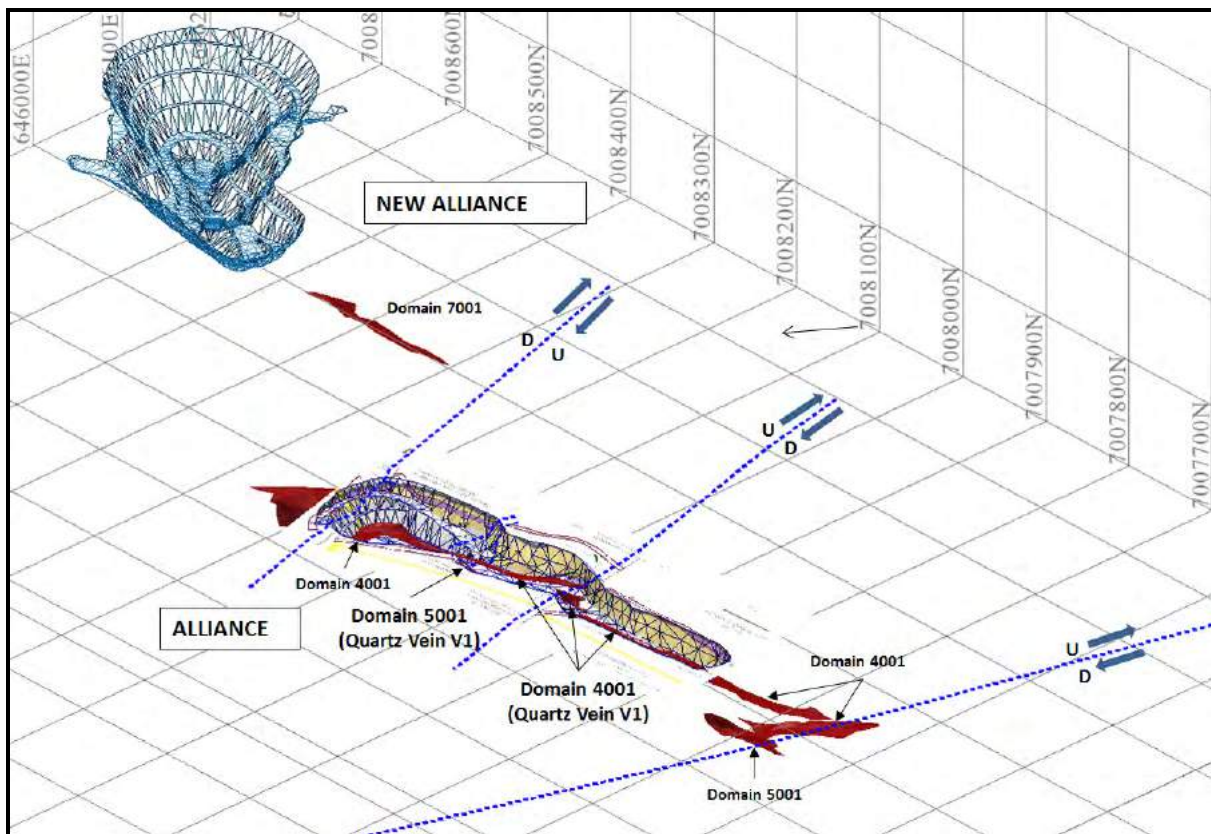 646000E
7008600N
7008500N
7008400N
7008300N
7008200N
7008100N
7008000N
7007900N
7007800N
7007700N
NEW ALLIANCE
Domain 7001
D
U
U
D
Domain 4001
Domain 5001
(Quartz Vein V1)
ALLIANCE
Domain 4001
(Quartz Vein V1)
U
D
Domain 4001
Domain 5001